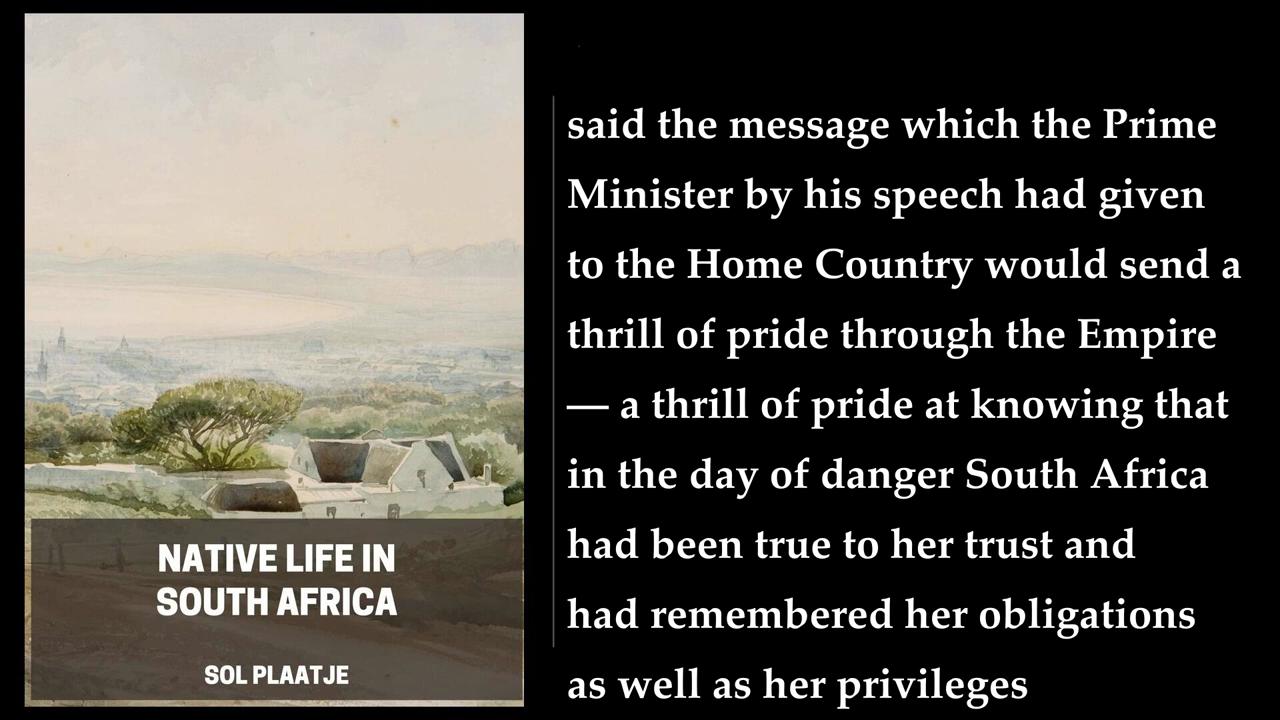 NATIVE LIFE IN
SOUTH AFRICA
SOL PLAATJE
said the message which the Prime
Minister by his speech had given
to the Home Country would send a
thrill of pride through the Empire
— a thrill of pride at knowing that
in the day of danger South Africa
had been true to her trust and
had remembered her obligations
as well as her privileges